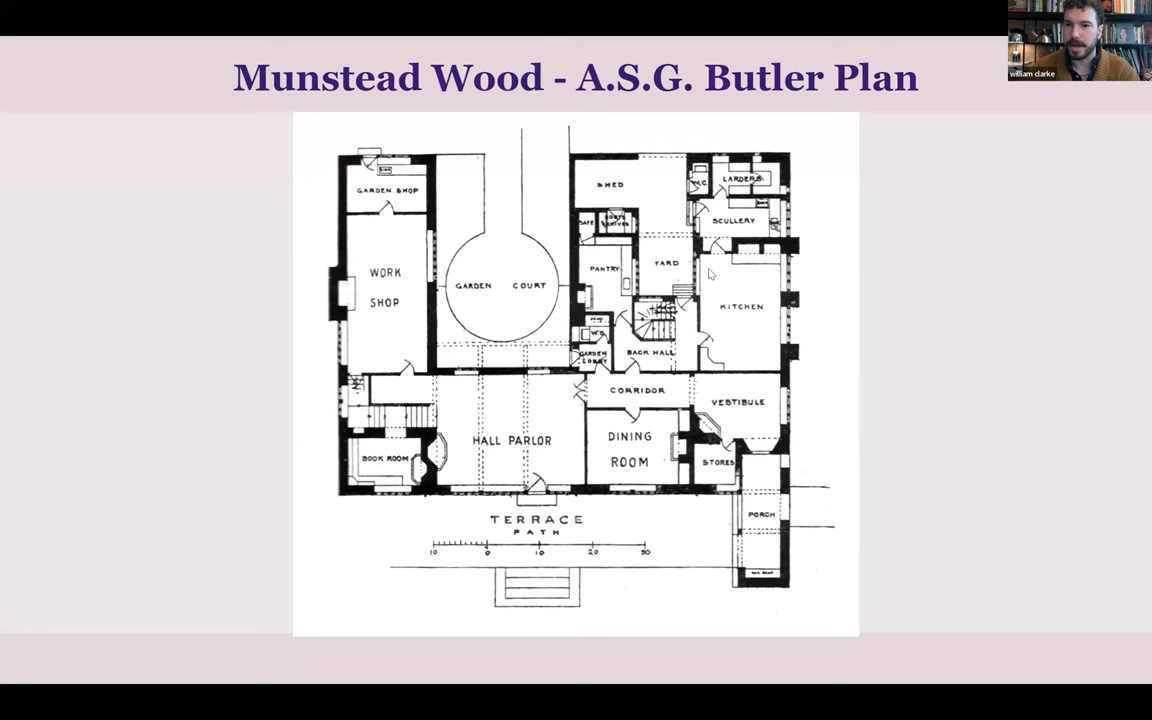 william clarke
Munstead Wood - A.S.G. Butler Plan
GARDEN SHOP
SHED
W.C.
LARDERS
SAFE
SCULLERY
WORK
SHOP
GARDEN COURT
PANTRY
YARD
KITCHEN
W.C.
GARDEN
LOBBY
BACK HALL
CORRIDOR
VESTIBULE
HALL PARLOR
DINING
ROOM
BOOK ROOM
STORES
PORCH
TERRACE
PATH
10 0 10 20 30